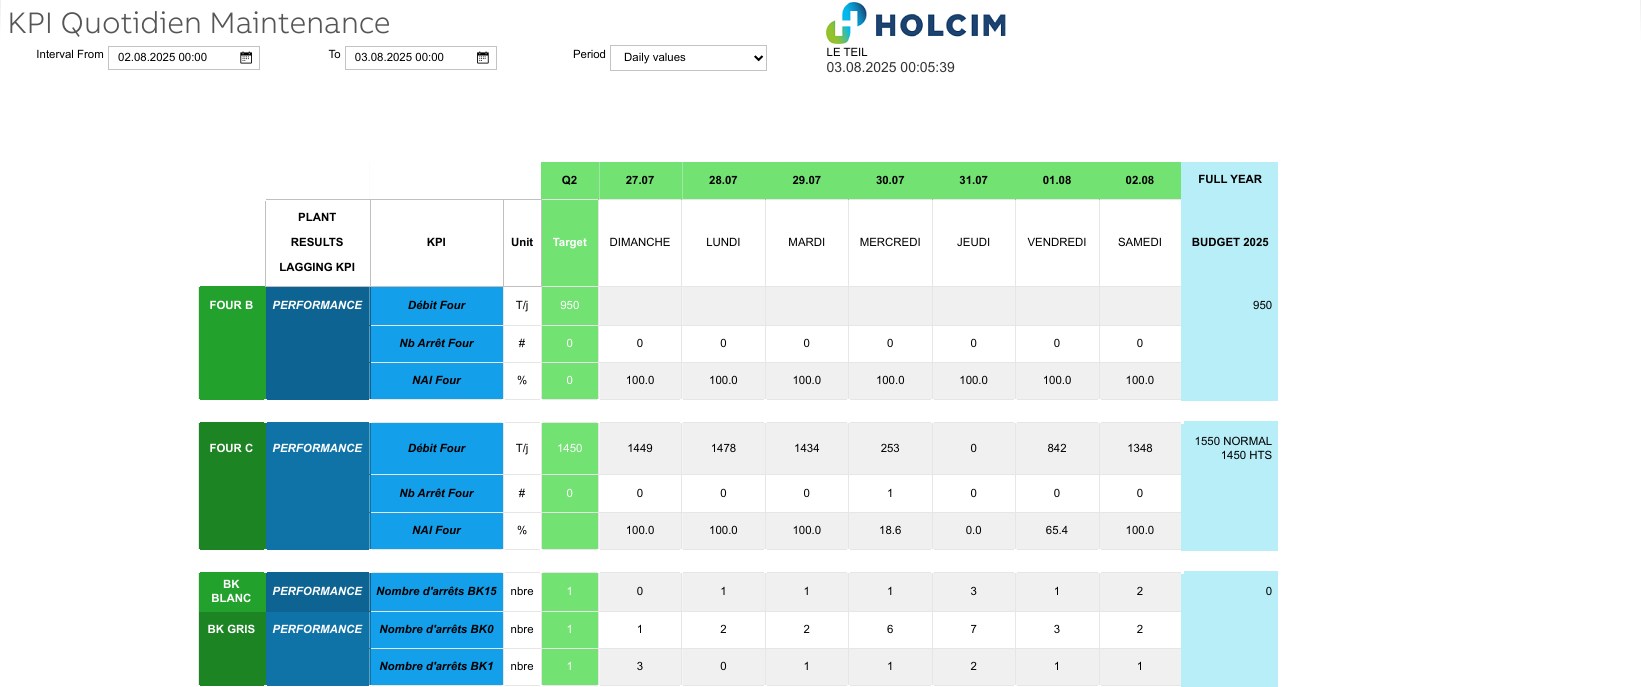 KPI Quotidien Maintenance
HOLCIM
Interval From 02.08.2025 00:00 To 03.08.2025 00:00 Period Daily values
LE TEIL
03.08.2025 00:05:39
Q2 27.07 28.07 29.07 30.07 31.07 01.08 02.08 FULL YEAR
PLANT
RESULTS
LAGGING KPI
KPI Unit Target DIMANCHE LUNDI MARDI MERCREDI JEUDI VENDREDI SAMEDI BUDGET 2025
FOUR B PERFORMANCE Débit Four T/j 950 950
Nb Arrêt Four # 0 0 0 0 0 0 0 0
NAI Four % 0 100.0 100.0 100.0 100.0 100.0 100.0 100.0
FOUR C PERFORMANCE Débit Four T/j 1450 1449 1478 1434 253 0 842 1348 1550 NORMAL
1450 HTS
Nb Arrêt Four # 0 0 0 0 1 0 0 0
NAI Four % 100.0 100.0 100.0 18.6 0.0 65.4 100.0
BK
BLANC
PERFORMANCE Nombre d'arrêts BK15 nbre 1 0 1 1 1 3 1 2 0
BK GRIS PERFORMANCE Nombre d'arrêts BK0 nbre 1 1 2 2 6 7 3 2
Nombre d'arrêts BK1 nbre 1 3 0 1 1 2 1 1